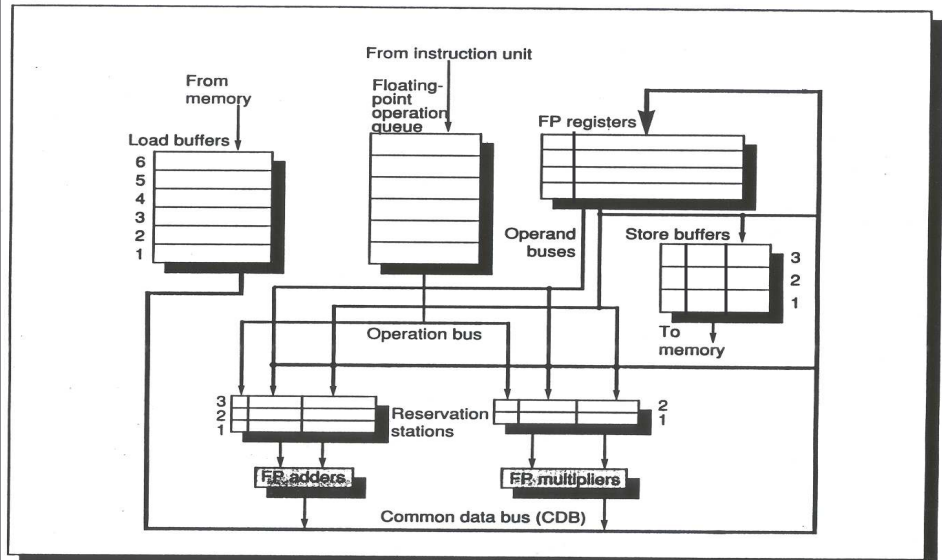 From instruction unit
From
memory
Floating-
point
operation
queue
FP registers
Load buffers
6
5
4
3
2
1
Operand
buses
Store buffers
3
2
1
To
memory
Operation bus
3
2
1
Reservation
stations
2
1
FP adders
FP multipliers
Common data bus (CDB)